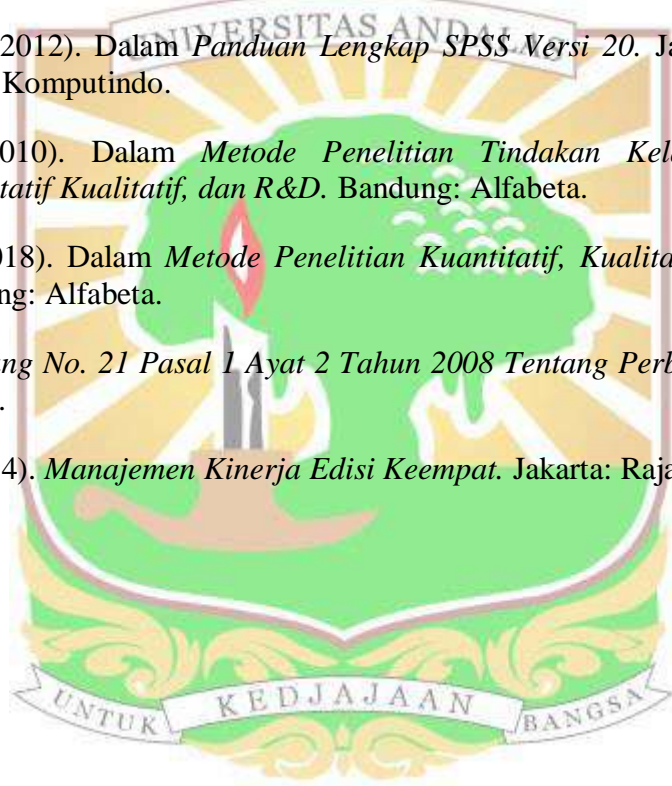 UNIVERSITAS ANDALAS
2012). Dalam Panduan Lengkap SPSS Versi 20. Ja
Komputindo.
010). Dalam Metode Penelitian Tindakan Kela
tatif Kualitatif, dan R&D. Bandung: Alfabeta.
018). Dalam Metode Penelitian Kuantitatif, Kualita
ng: Alfabeta.
ng No. 21 Pasal 1 Ayat 2 Tahun 2008 Tentang Perb
.
4). Manajemen Kinerja Edisi Keempat. Jakarta: Raja
UNTUK KEDJAJAAN BANGSA